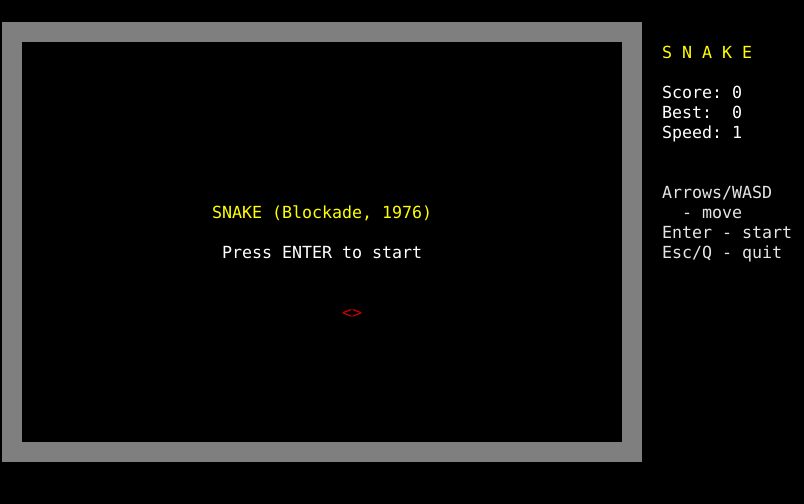 S N A K E
Score: 0
Best:  0
Speed: 1
Arrows/WASD
- move
Enter - start
Esc/Q - quit
SNAKE (Blockade, 1976)
Press ENTER to start
<>